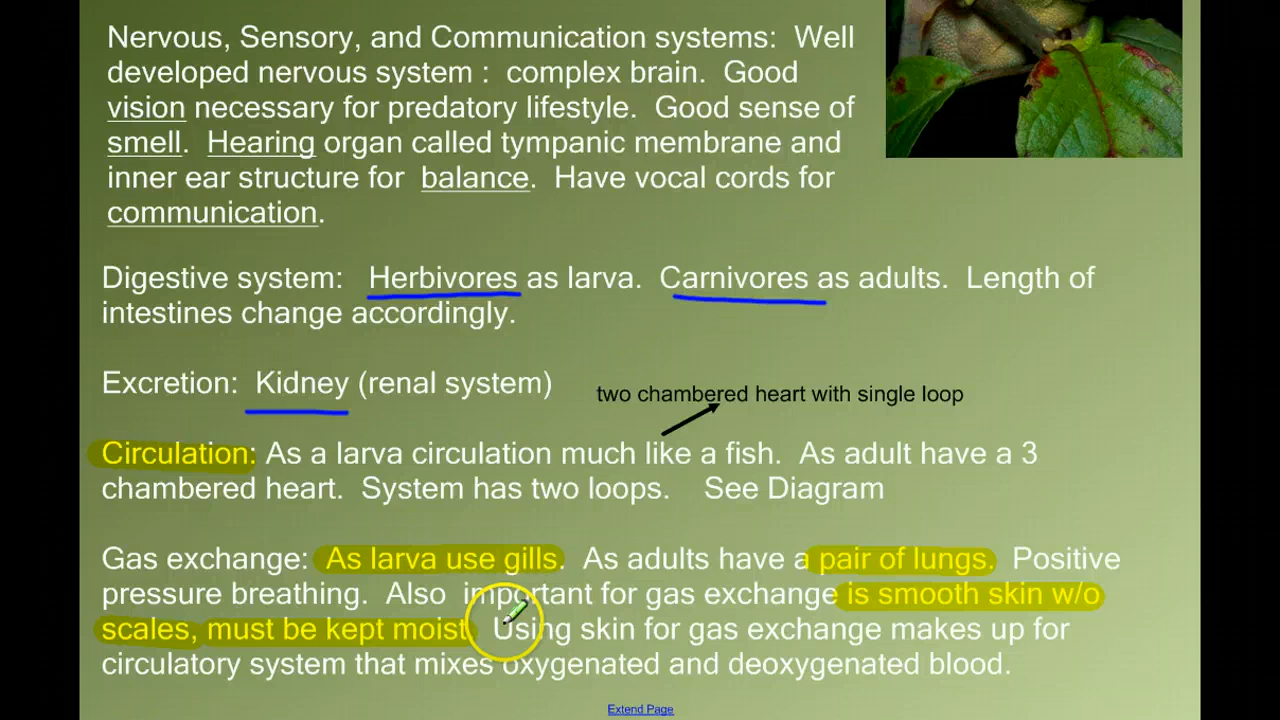 Nervous, Sensory, and Communication systems: Well
developed nervous system : complex brain. Good
vision necessary for predatory lifestyle. Good sense of
smell. Hearing organ called tympanic membrane and
inner ear structure for balance. Have vocal cords for
communication.
Digestive system: Herbivores as larva. Carnivores as adults. Length of
intestines change accordingly.
Excretion: Kidney (renal system)
two chambered heart with single loop
Circulation: As a larva circulation much like a fish. As adult have a 3
chambered heart. System has two loops. See Diagram
Gas exchange: As larva use gills. As adults have a pair of lungs. Positive
pressure breathing. Also important for gas exchange is smooth skin w/o
scales, must be kept moist. Using skin for gas exchange makes up for
circulatory system that mixes oxygenated and deoxygenated blood.
Extend Page